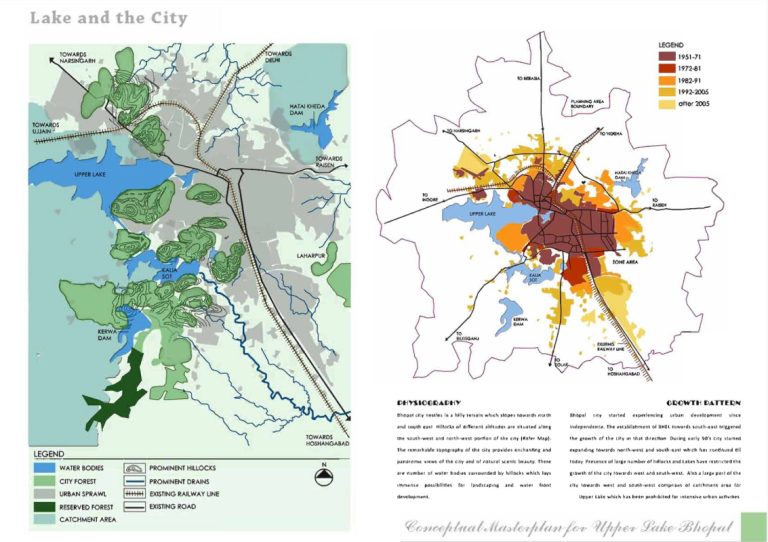 Lake and the City
TOWARDS
NARSINGARH
TOWARDS
DELHI
HATAI KHEDA
DAM
TOWARDS
UJJAIN
TOWARDS
RAISEN
UPPER LAKE
LAHARPUR
KALIA
SOT
KERWA
DAM
TOWARDS
HOSHANGABAD
LEGEND
WATER BODIES
CITY FOREST
URBAN SPRAWL
RESERVED FOREST
CATCHMENT AREA
PROMINENT HILLOCKS
PROMINENT DRAINS
EXISTING RAILWAY LINE
EXISTING ROAD
N
LEGEND
1951-71
1972-81
1982-91
1992-2005
after 2005
TO BERASIA
PLANNING AREA
BOUNDARY
TO NARSINGARH
TO VIDISHA
HATAI KHEDA
DAM
TO
INDORE
TO
RAISEN
UPPER LAKE
ZONE AREA
KALIA
SOT
KERWA
DAM
TO
KOLAR
EXISTING
RAILWAY LINE
TO
HOSHANGABAD
PHYSIOGRAPHY
Bhopal city nestles in a hilly terrain which slopes towards north
and south east. Hillocks of different altitudes are situated along
the south-west and north-west portion of the city (Refer Map).
The remarkable topography of the city provides enchanting and
panoramic views of the city and of natural scenic beauty. There
are number of water bodies surrounded by hillocks which lays
immense possibilities for landscaping and water front
development.
GROWTH PATTERN
Bhopal city started experiencing urban development since
Independence. The establishment of BHEL towards south-east triggered
the growth of the city at that direction. During early 50's city started
expanding towards north-west and south-east which has continued till
today. Presence of large number of hillocks and Lakes have restricted the
growth of the city towards west and south-west. Also a large part of the
city towards west and south-west comprises of catchment area for
Upper Lake which has been prohibited for intensive urban activities.
Conceptual Masterplan for Upper Lake Bhopal